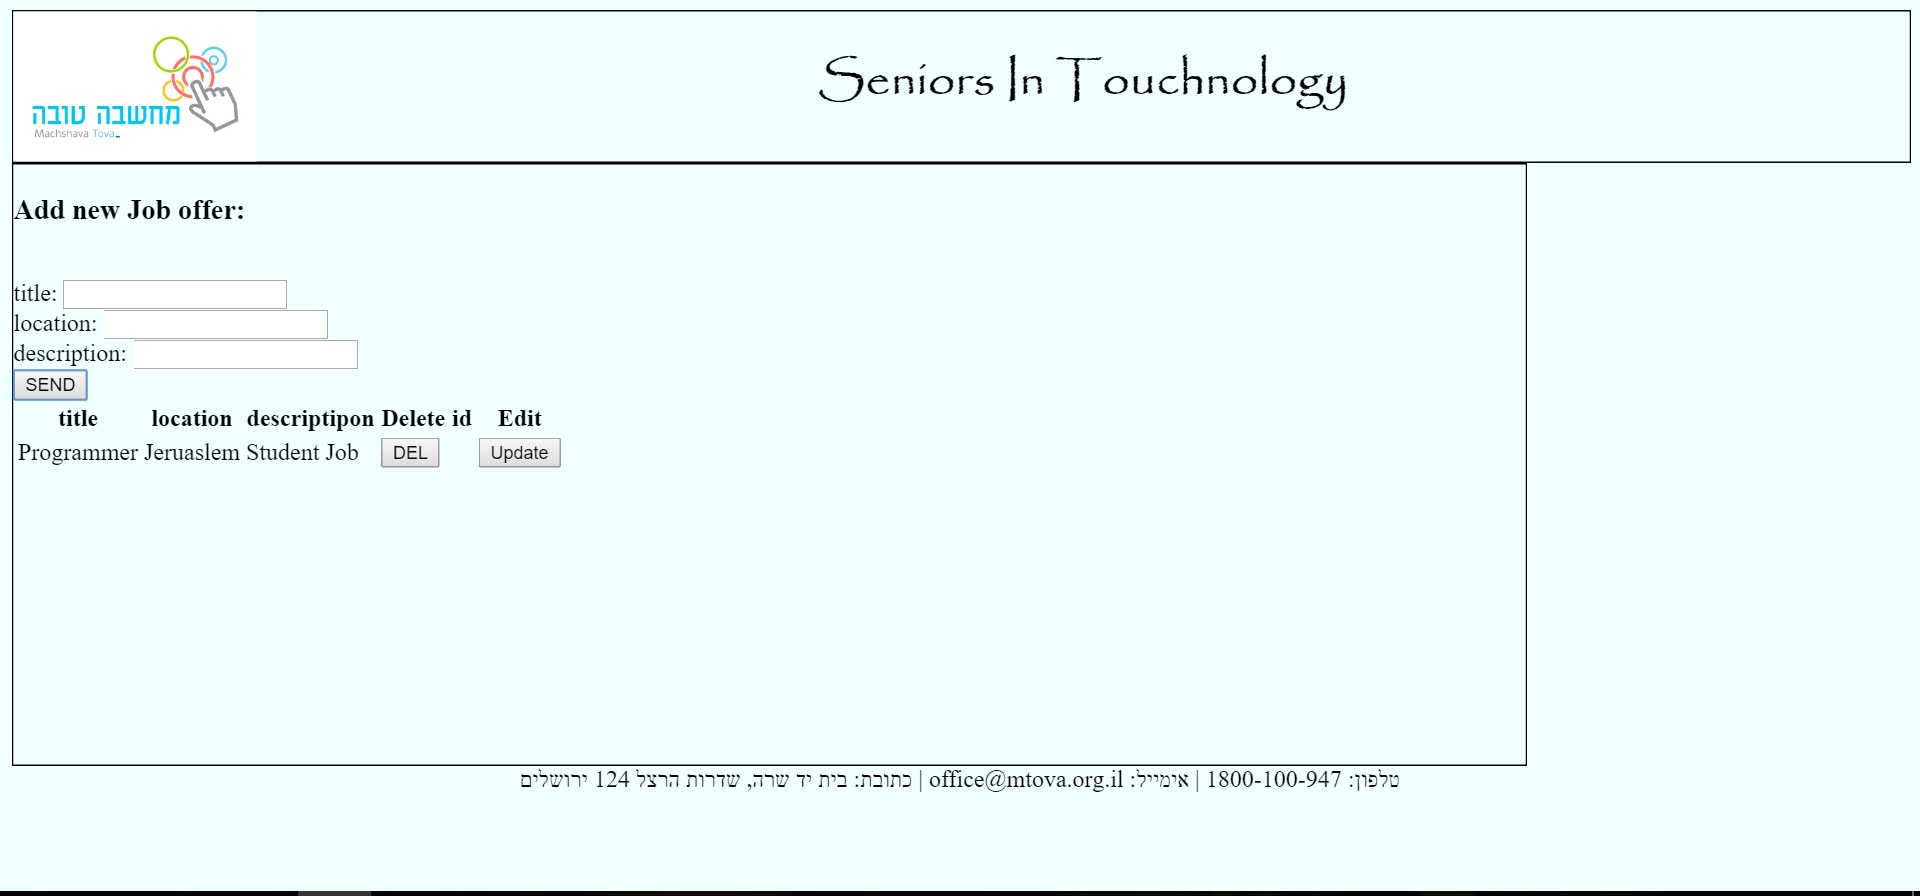 מחשבה טובה
Machshava Tova_
Seniors In Touchnology
Add new Job offer:
title:
location:
description:
SEND
title location descriptipon Delete id Edit
Programmer Jeruaslem Student Job DEL Update
טלפון: 1800-100-947 | אימייל: office@mtova.org.il | כתובת: בית יד שרה, שדרות הרצל 124 ירושלים